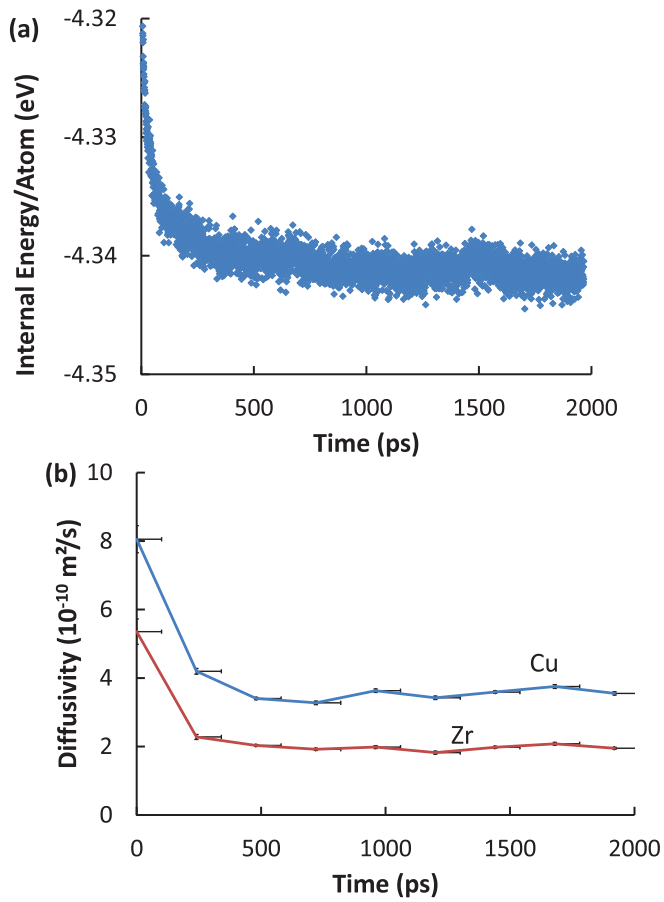 (a)
Internal Energy/Atom (eV)
-4.32
-4.33
-4.34
-4.35
0 500 1000 1500 2000
Time (ps)
(b)
Diffusivity (10⁻¹⁰ m²/s)
10
8
6
4
2
0
Cu
Zr
0 500 1000 1500 2000
Time (ps)